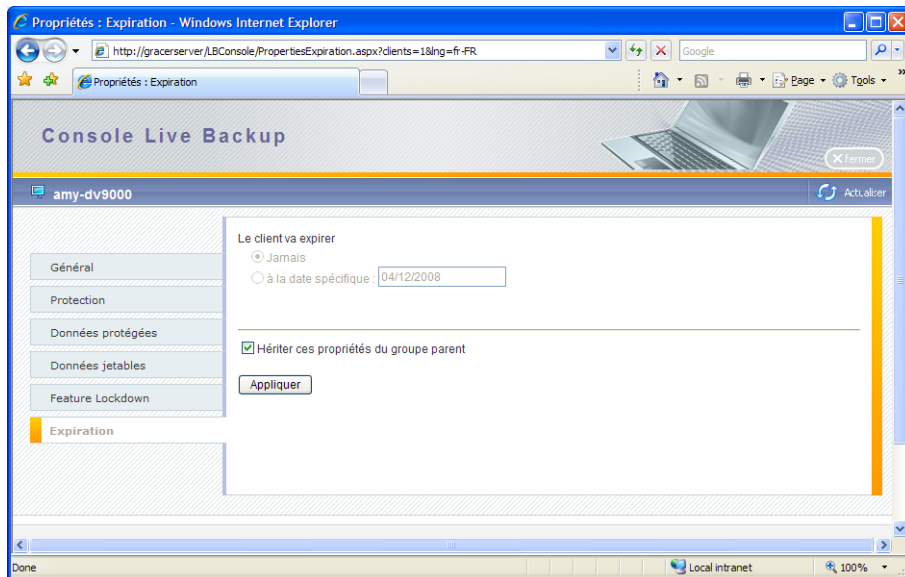 Propriétés : Expiration - Windows Internet Explorer
http://gracerserver/LBConsole/PropertiesExpiration.aspx?clients=1&lng=fr-FR
Google
Propriétés : Expiration
Page
Tools
»
Console Live Backup
X fermer
amy-dv9000
Actualiser
Le client va expirer
Jamais
à la date spécifique : 04/12/2008
Général
Protection
Données protégées
Données jetables
Feature Lockdown
Expiration
Hériter ces propriétés du groupe parent
Appliquer
Done
Local intranet
100%